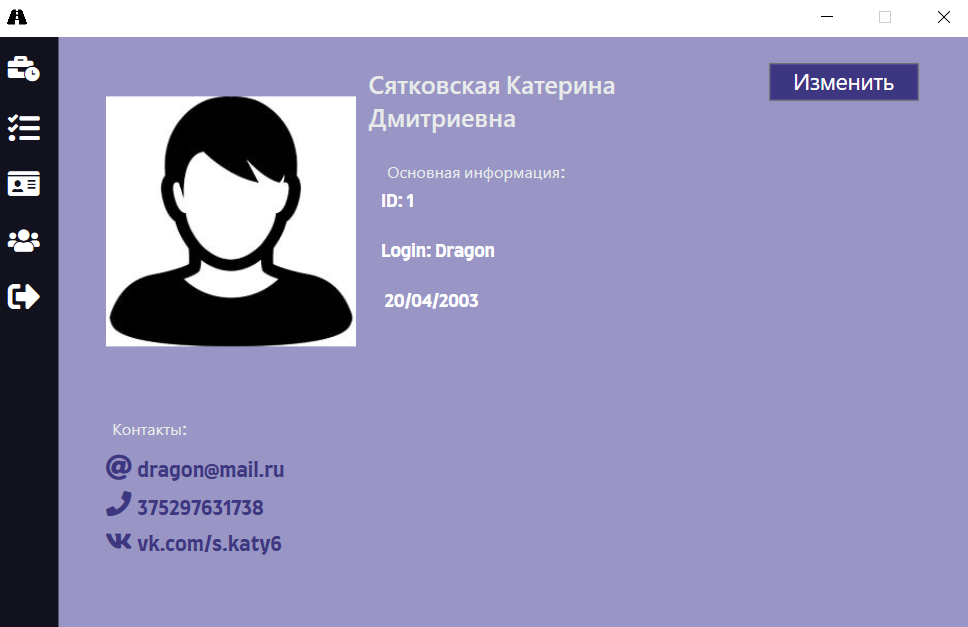 Сятковская Катерина
Дмитриевна
Изменить
Основная информация:
ID: 1
Login: Dragon
20/04/2003
Контакты:
dragon@mail.ru
375297631738
vk.com/s.katy6